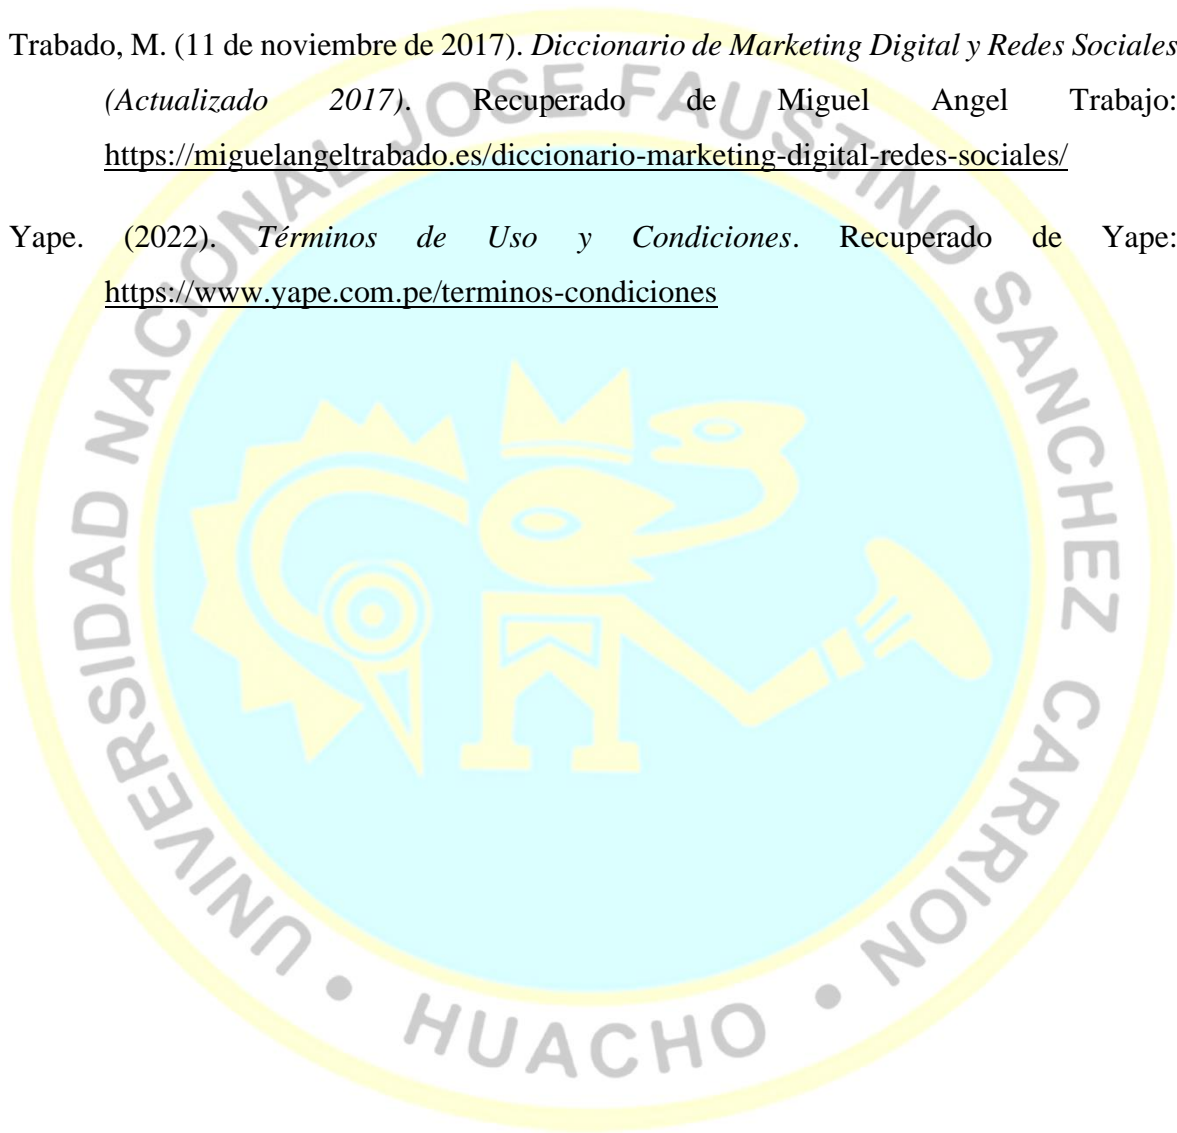 Trabado, M. (11 de noviembre de 2017). Diccionario de Marketing Digital y Redes Sociales
(Actualizado 2017). Recuperado de Miguel Angel Trabajo:
https://miguelangeltrabado.es/diccionario-marketing-digital-redes-sociales/
Yape. (2022). Términos de Uso y Condiciones. Recuperado de Yape:
https://www.yape.com.pe/terminos-condiciones
UNIVERSIDAD NACIONAL JOSE FAUSTINO SANCHEZ CARRION
• HUACHO •